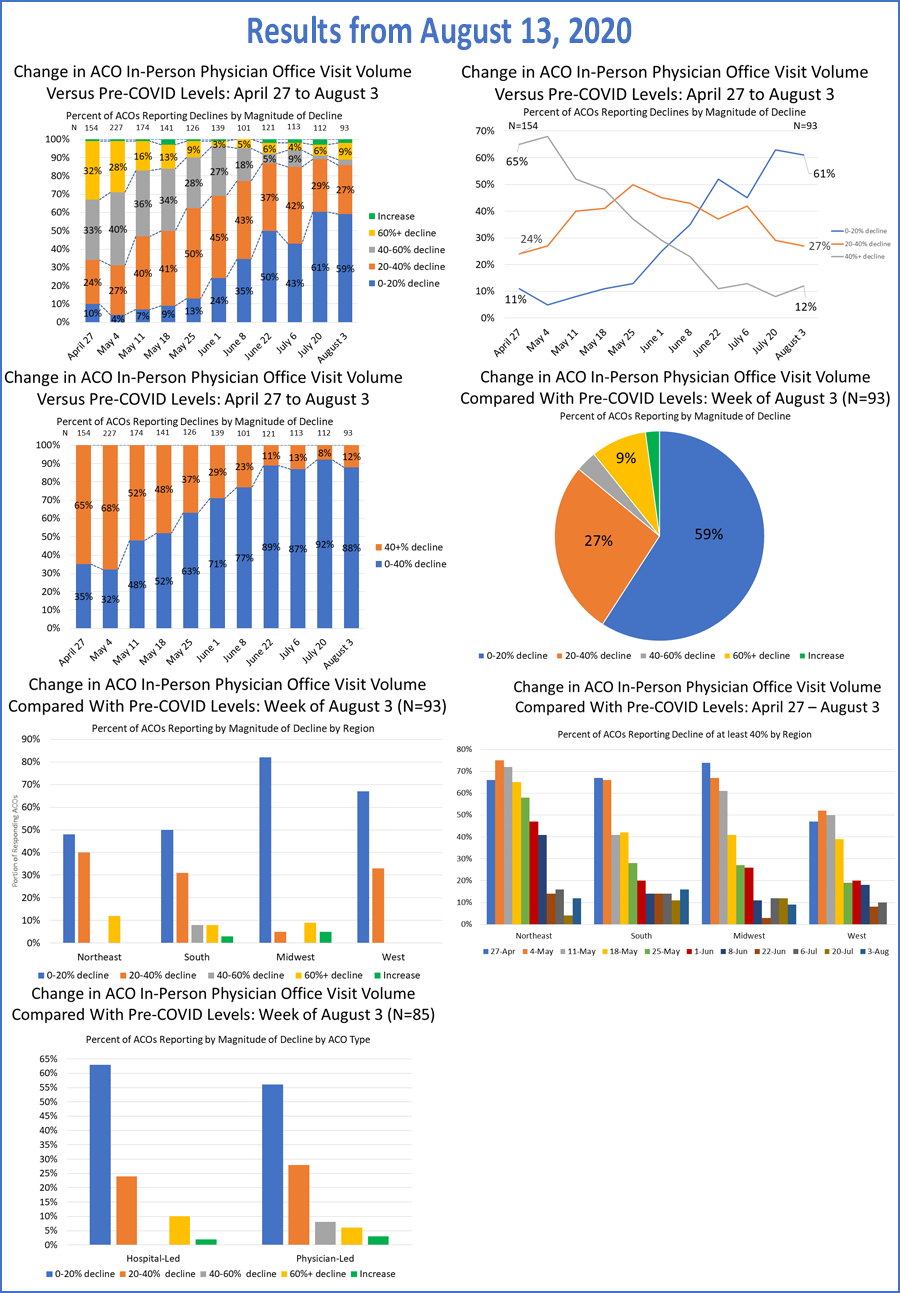 Results from August 13, 2020
Change in ACO In-Person Physician Office Visit Volume
Versus Pre-COVID Levels: April 27 to August 3
Percent of ACOs Reporting Declines by Magnitude of Decline
N 154 227 174 141 126 139 101 121 113 112 93
100%
90%
80%
70%
60%
50%
40%
30%
20%
10%
0%
32% 28% 16% 13% 9% 3% 5% 6% 4% 6% 9%
33% 40% 36% 34% 28% 27% 18% 5% 9%
24% 27% 40% 41% 50% 45% 43% 37% 42% 29% 27%
10% 4% 7% 9% 13% 24% 35% 50% 43% 61% 59%
April 27 May 4 May 11 May 18 May 25 June 1 June 8 June 22 July 6 July 20 August 3
Increase
60%+ decline
40-60% decline
20-40% decline
0-20% decline
Change in ACO In-Person Physician Office Visit Volume
Versus Pre-COVID Levels: April 27 to August 3
Percent of ACOs Reporting Declines by Magnitude of Decline
N=154 N=93
70%
60%
50%
40%
30%
20%
10%
0%
65%
24%
11%
61%
27%
12%
April 27 May 4 May 11 May 18 May 25 June 1 June 8 June 22 July 6 July 20 August 3
0-20% decline
20-40% decline
40%+ decline
Change in ACO In-Person Physician Office Visit Volume
Versus Pre-COVID Levels: April 27 to August 3
Percent of ACOs Reporting Declines by Magnitude of Decline
N 154 227 174 141 126 139 101 121 113 112 93
100%
90%
80%
70%
60%
50%
40%
30%
20%
10%
0%
65% 68% 52% 48% 37% 29% 23% 11% 13% 8% 12%
35% 32% 48% 52% 63% 71% 77% 89% 87% 92% 88%
April 27 May 4 May 11 May 18 May 25 June 1 June 8 June 22 July 6 July 20 August 3
40+% decline
0-40% decline
Change in ACO In-Person Physician Office Visit Volume
Compared With Pre-COVID Levels: Week of August 3 (N=93)
Percent of ACOs Reporting by Magnitude of Decline
9%
27%
59%
0-20% decline 20-40% decline 40-60% decline 60%+ decline Increase
Change in ACO In-Person Physician Office Visit Volume
Compared With Pre-COVID Levels: Week of August 3 (N=93)
Percent of ACOs Reporting by Magnitude of Decline by Region
Portion of Responding ACOs
90%
80%
70%
60%
50%
40%
30%
20%
10%
0%
Northeast South Midwest West
0-20% decline 20-40% decline 40-60% decline 60%+ decline Increase
Change in ACO In-Person Physician Office Visit Volume
Compared With Pre-COVID Levels: April 27 – August 3
Percent of ACOs Reporting Decline of at least 40% by Region
80%
70%
60%
50%
40%
30%
20%
10%
0%
Northeast South Midwest West
27-Apr 4-May 11-May 18-May 25-May 1-Jun 8-Jun 22-Jun 6-Jul 20-Jul 3-Aug
Change in ACO In-Person Physician Office Visit Volume
Compared With Pre-COVID Levels: Week of August 3 (N=85)
Percent of ACOs Reporting by Magnitude of Decline by ACO Type
65%
60%
55%
50%
45%
40%
35%
30%
25%
20%
15%
10%
5%
0%
Hospital-Led Physician-Led
0-20% decline 20-40% decline 40-60% decline 60%+ decline Increase